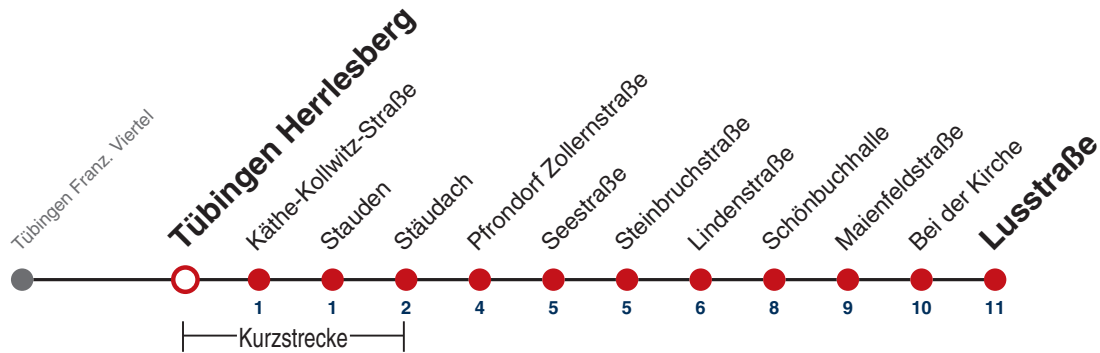 Tübingen Franz. Viertel
Tübingen Herrlesberg
Käthe-Kollwitz-Straße
Stauden
Stäudach
Pfrondorf Zollernstraße
Seestraße
Steinbruchstraße
Lindenstraße
Schönbuchhalle
Maienfeldstraße
Bei der Kirche
Lusstraße
1 1 2 4 5 5 6 8 9 10 11
Kurzstrecke